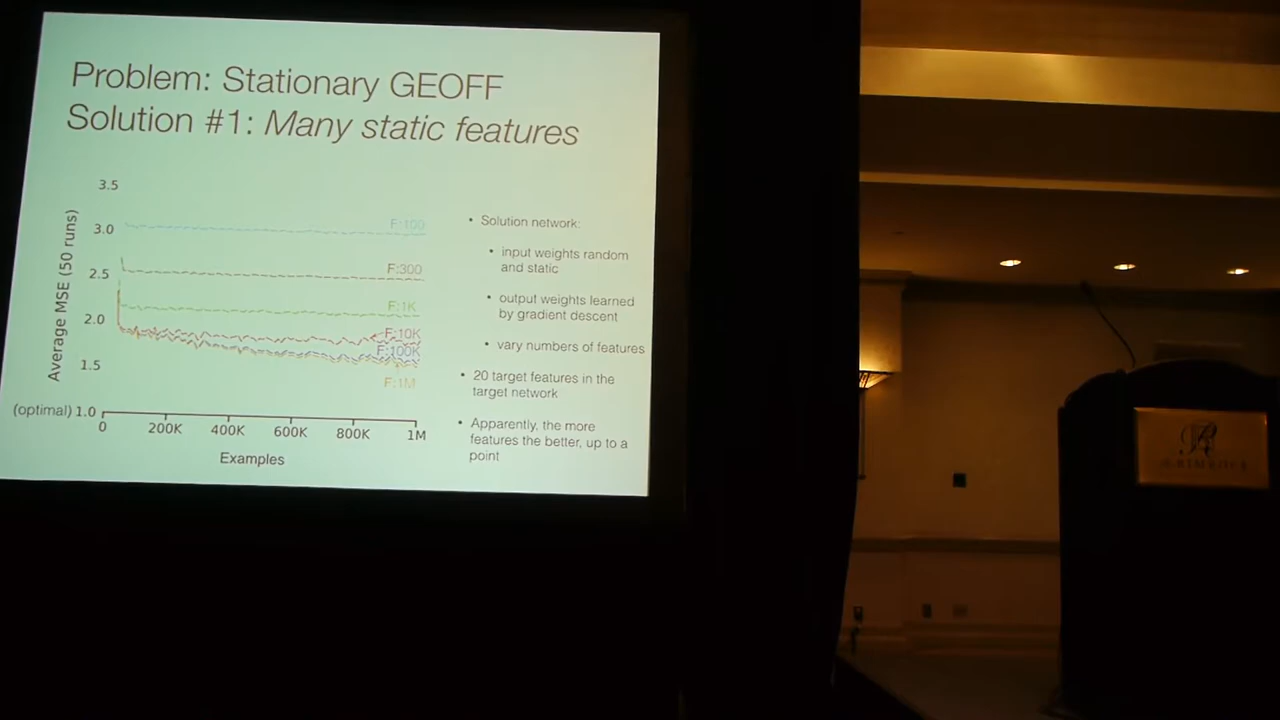 Problem: Stationary GEOFF
Solution #1: Many static features
Average MSE (50 runs)
3.5
3.0
2.5
2.0
1.5
(optimal) 1.0
F:100
F:300
F:1K
F:10K
F:100K
F:1M
0
200K
400K
600K
800K
1M
Examples
• Solution network:
• input weights random
and static
• output weights learned
by gradient descent
• vary numbers of features
• 20 target features in the
target network
• Apparently, the more
features the better, up to a
point